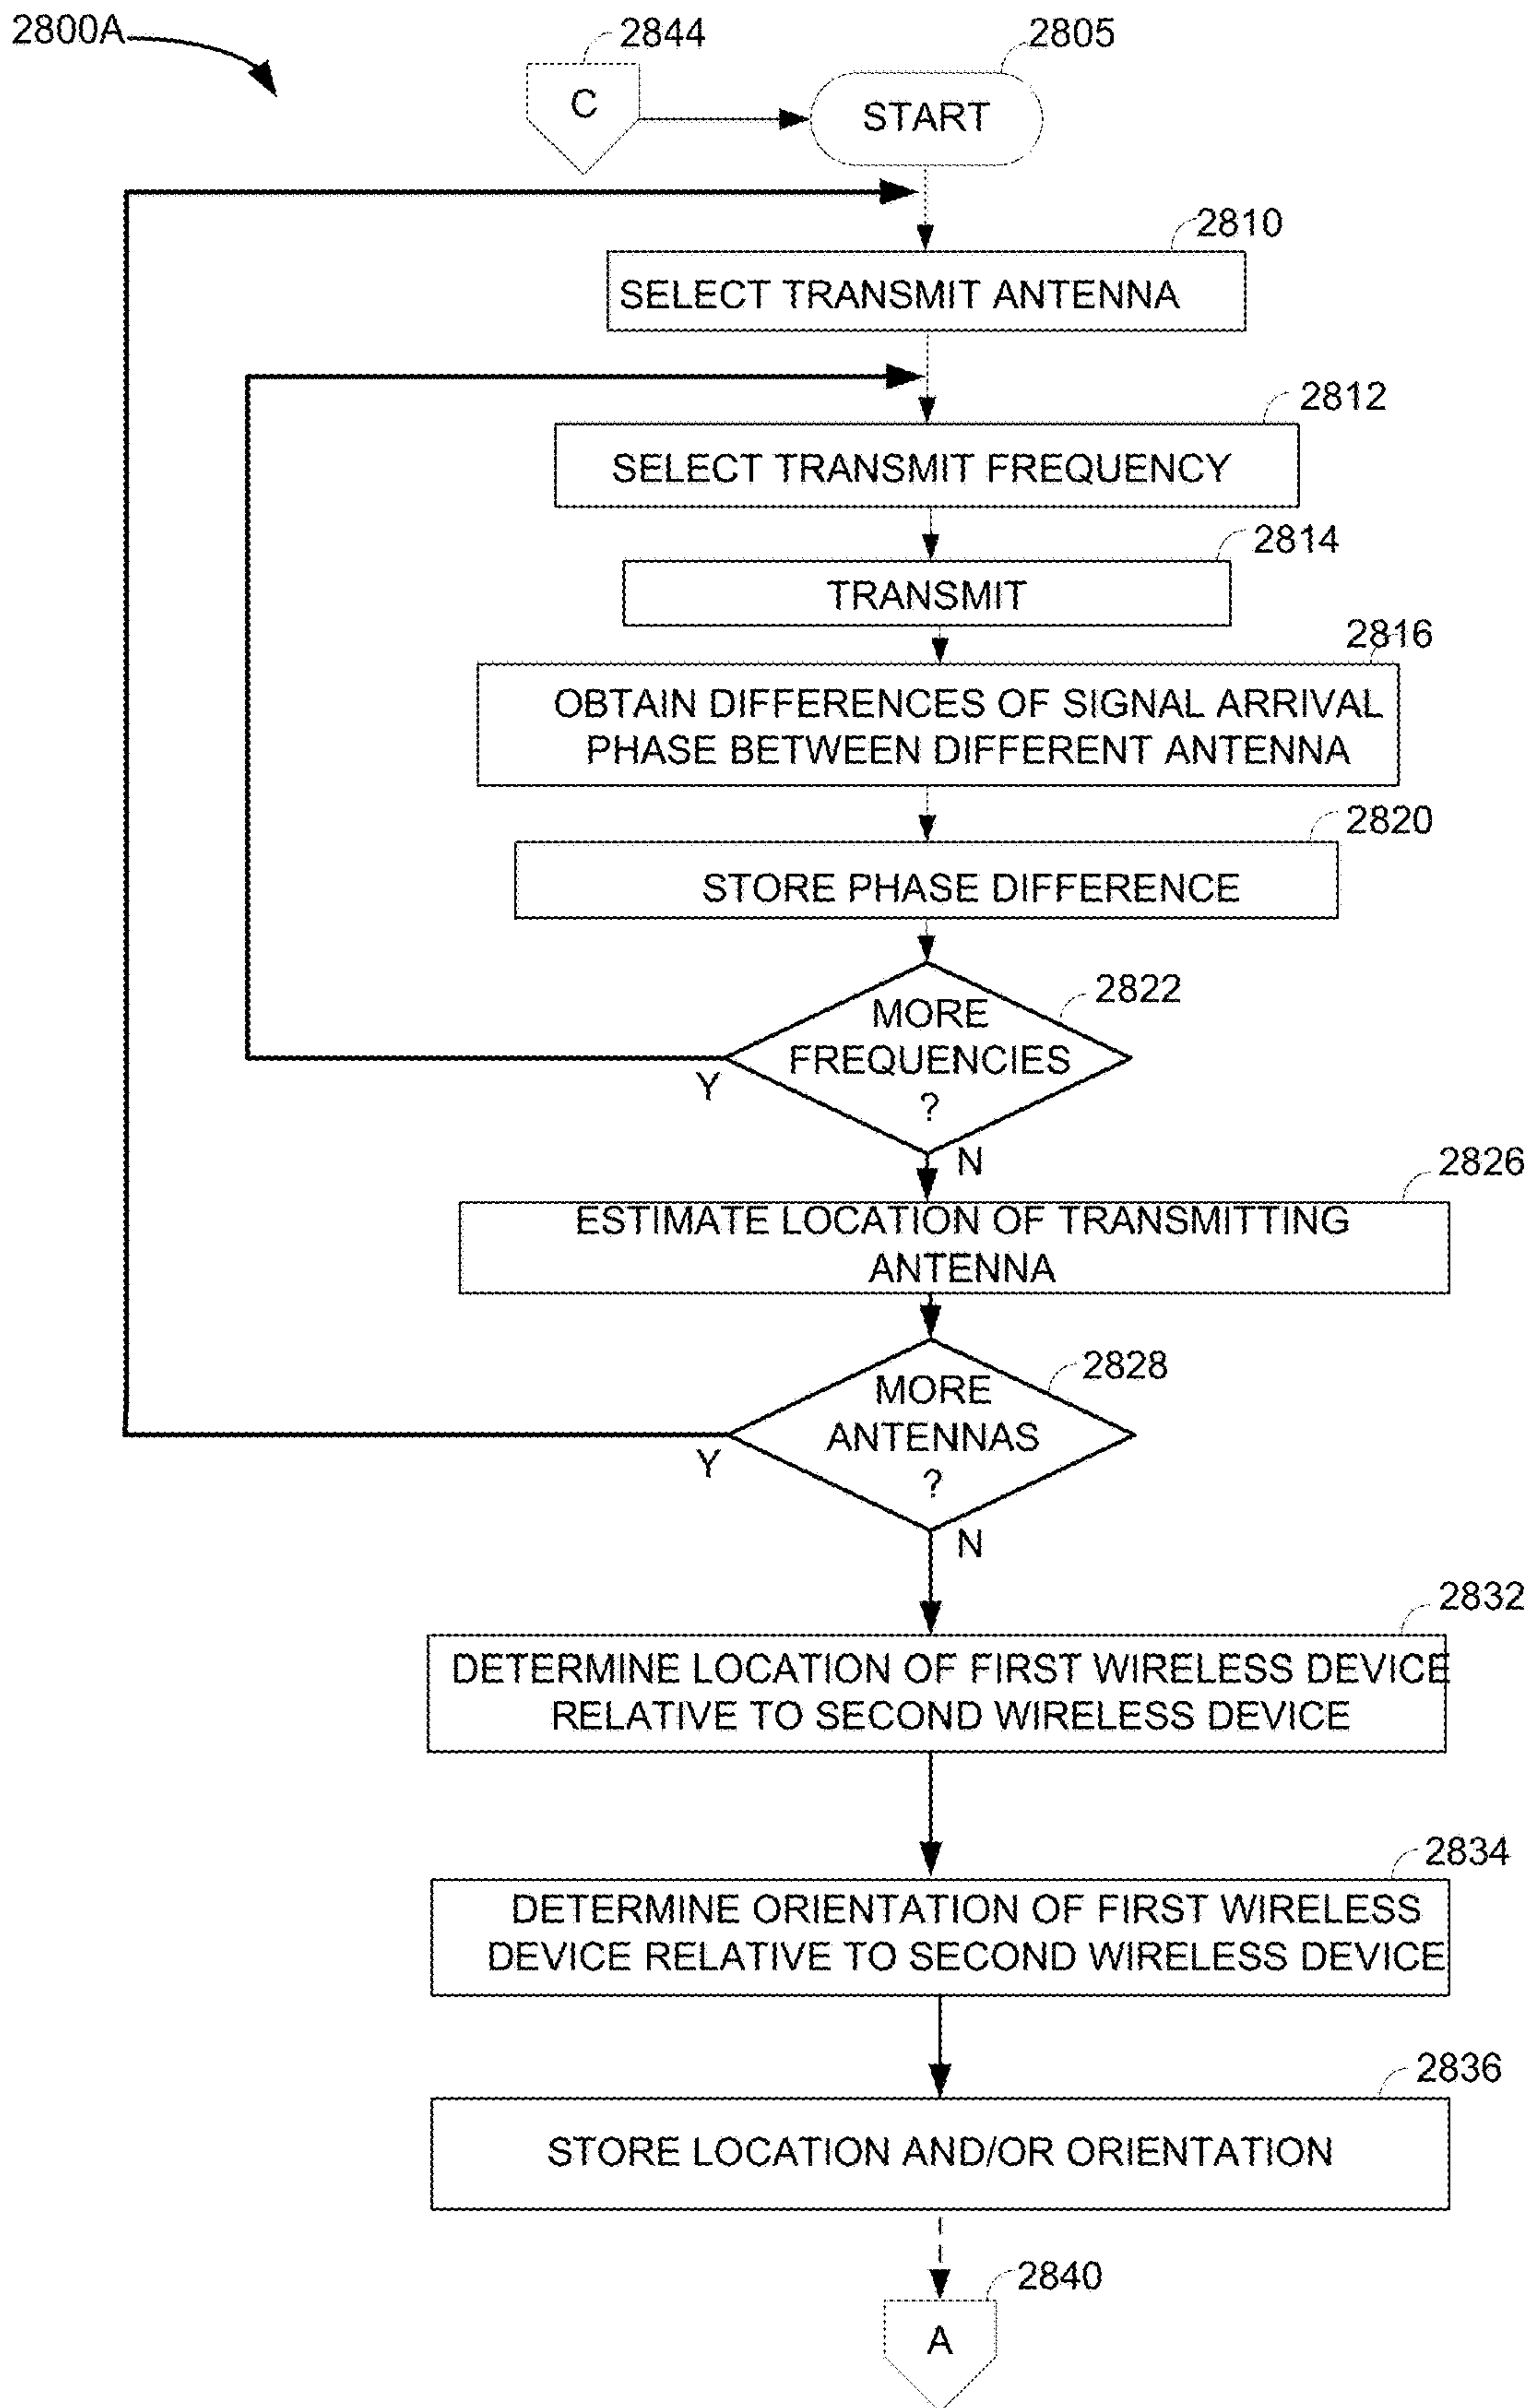 2800A
2844
2805
C
START
2810
SELECT TRANSMIT ANTENNA
2812
SELECT TRANSMIT FREQUENCY
2814
TRANSMIT
2816
OBTAIN DIFFERENCES OF SIGNAL ARRIVAL
PHASE BETWEEN DIFFERENT ANTENNA
2820
STORE PHASE DIFFERENCE
2822
MORE
FREQUENCIES
?
Y
N
2826
ESTIMATE LOCATION OF TRANSMITTING
ANTENNA
2828
MORE
ANTENNAS
?
Y
N
2832
DETERMINE LOCATION OF FIRST WIRELESS DEVICE
RELATIVE TO SECOND WIRELESS DEVICE
2834
DETERMINE ORIENTATION OF FIRST WIRELESS
DEVICE RELATIVE TO SECOND WIRELESS DEVICE
2836
STORE LOCATION AND/OR ORIENTATION
2840
A